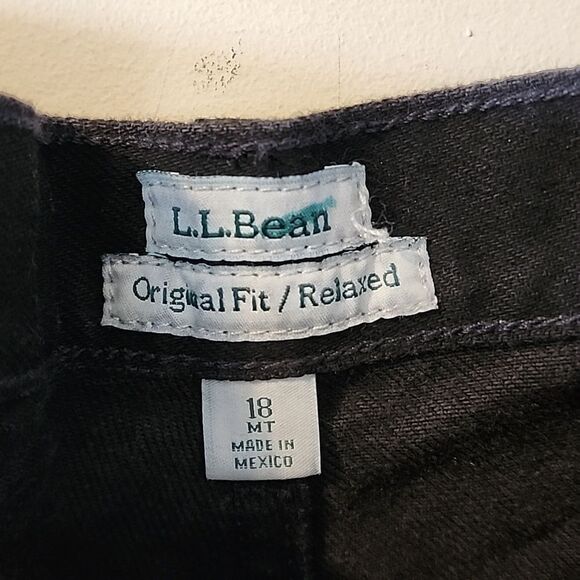 L.L.Bean
Original Fit / Relaxed
18
MT
MADE IN
MEXICO